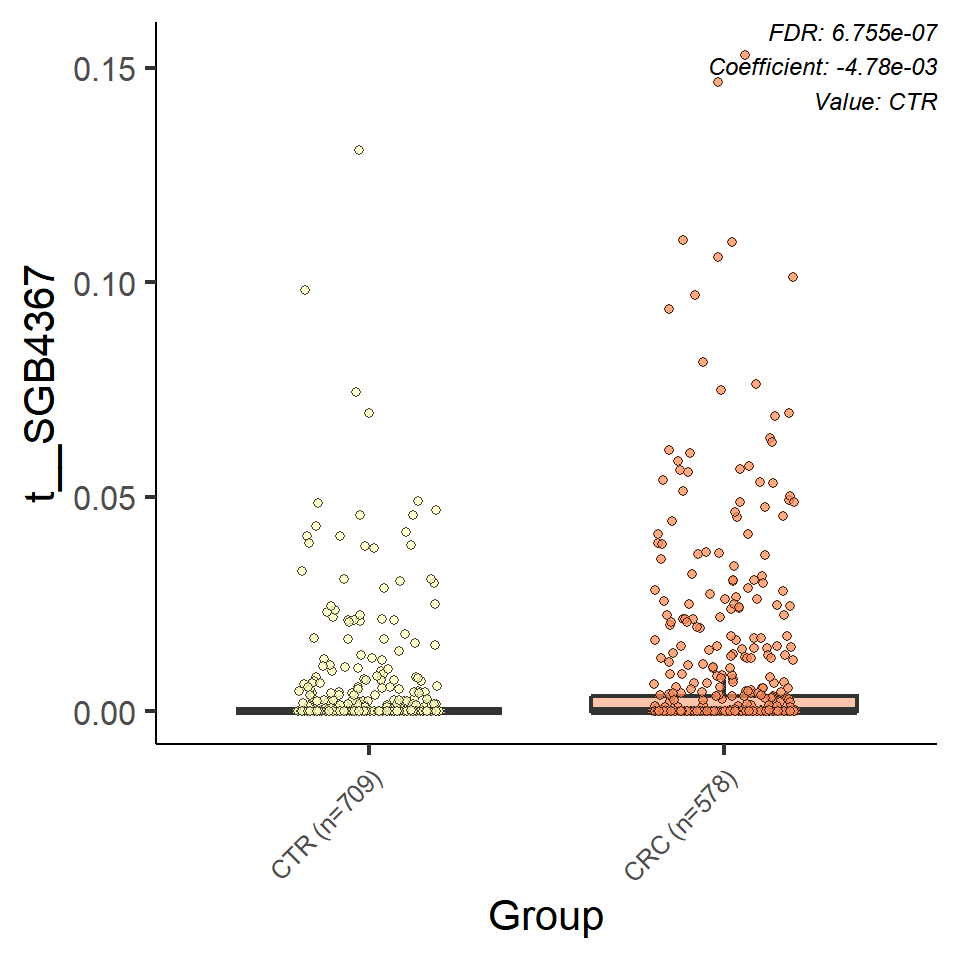 FDR: 6.755e-07
Coefficient: -4.78e-03
Value: CTR
0.15
0.10
0.05
0.00
t__SGB4367
CTR (n=709)
CRC (n=578)
Group